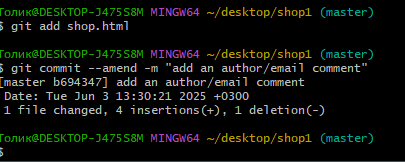 Толик@DESKTOP-J475S8M MINGW64 ~/desktop/shop1 (master)
$ git add shop.html
Толик@DESKTOP-J475S8M MINGW64 ~/desktop/shop1 (master)
$ git commit --amend -m "add an author/email comment"
[master b694347] add an author/email comment
Date: Tue Jun 3 13:30:21 2025 +0300
1 file changed, 4 insertions(+), 1 deletion(-)
Толик@DESKTOP-J475S8M MINGW64 ~/desktop/shop1 (master)
$